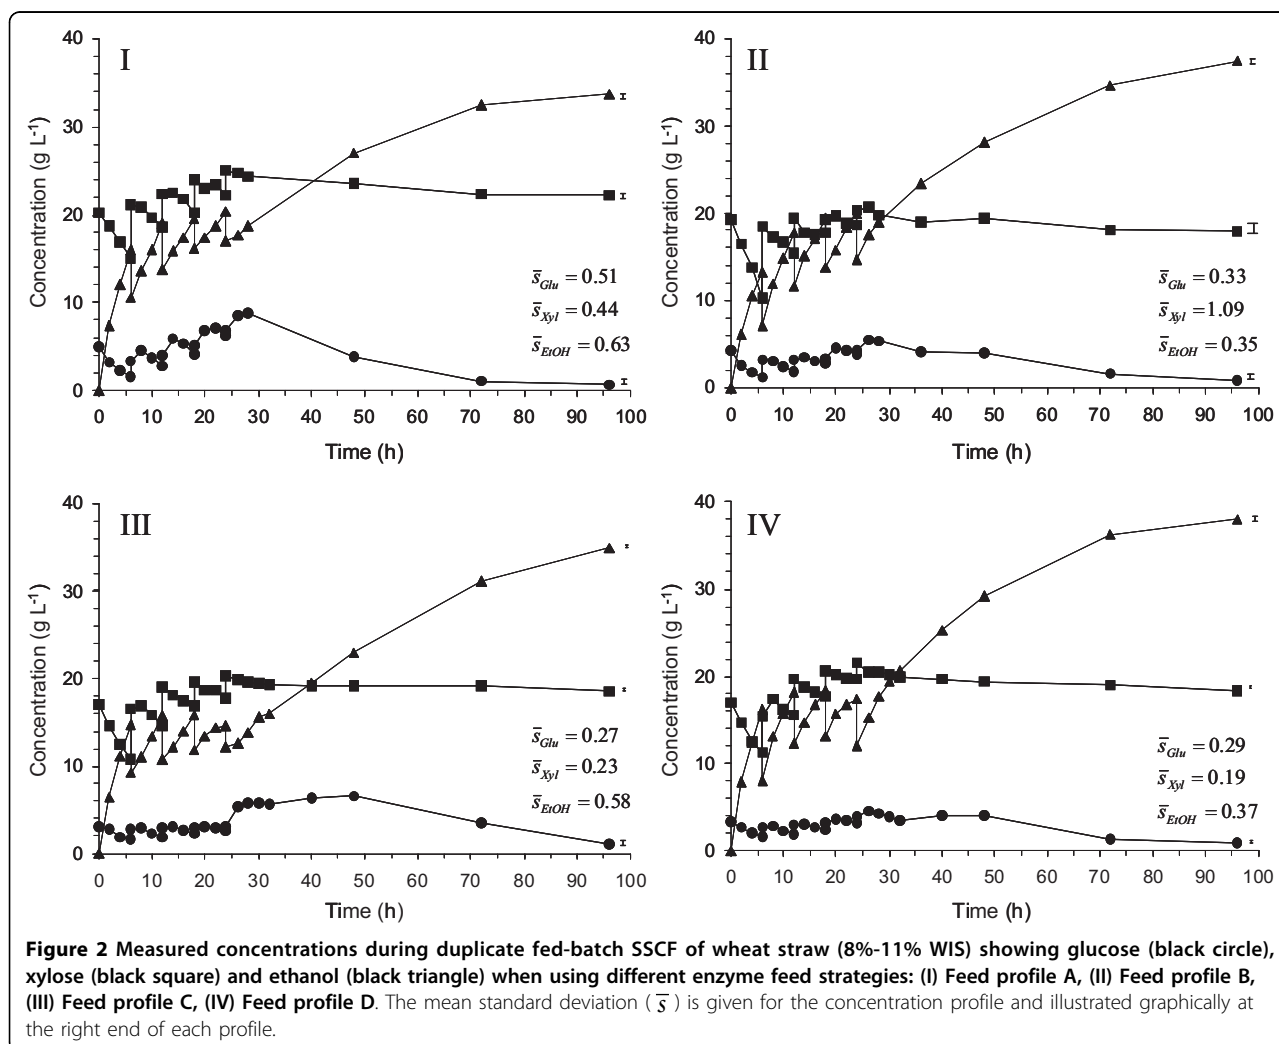 I
40
30
20
10
0
Concentration (g L⁻¹)
s̅Glu = 0.51
s̅Xyl = 0.44
s̅EtOH = 0.63
0 10 20 30 40 50 60 70 80 90 100
Time (h)
II
40
30
20
10
0
Concentration (g L⁻¹)
s̅Glu = 0.33
s̅Xyl = 1.09
s̅EtOH = 0.35
0 10 20 30 40 50 60 70 80 90 100
Time (h)
III
40
30
20
10
0
Concentration (g L⁻¹)
s̅Glu = 0.27
s̅Xyl = 0.23
s̅EtOH = 0.58
0 10 20 30 40 50 60 70 80 90 100
Time (h)
IV
40
30
20
10
0
Concentration (g L⁻¹)
s̅Glu = 0.29
s̅Xyl = 0.19
s̅EtOH = 0.37
0 10 20 30 40 50 60 70 80 90 100
Time (h)
Figure 2 Measured concentrations during duplicate fed-batch SSCF of wheat straw (8%-11% WIS) showing glucose (black circle),
xylose (black square) and ethanol (black triangle) when using different enzyme feed strategies: (I) Feed profile A, (II) Feed profile B,
(III) Feed profile C, (IV) Feed profile D. The mean standard deviation ( s̅ ) is given for the concentration profile and illustrated graphically at
the right end of each profile.